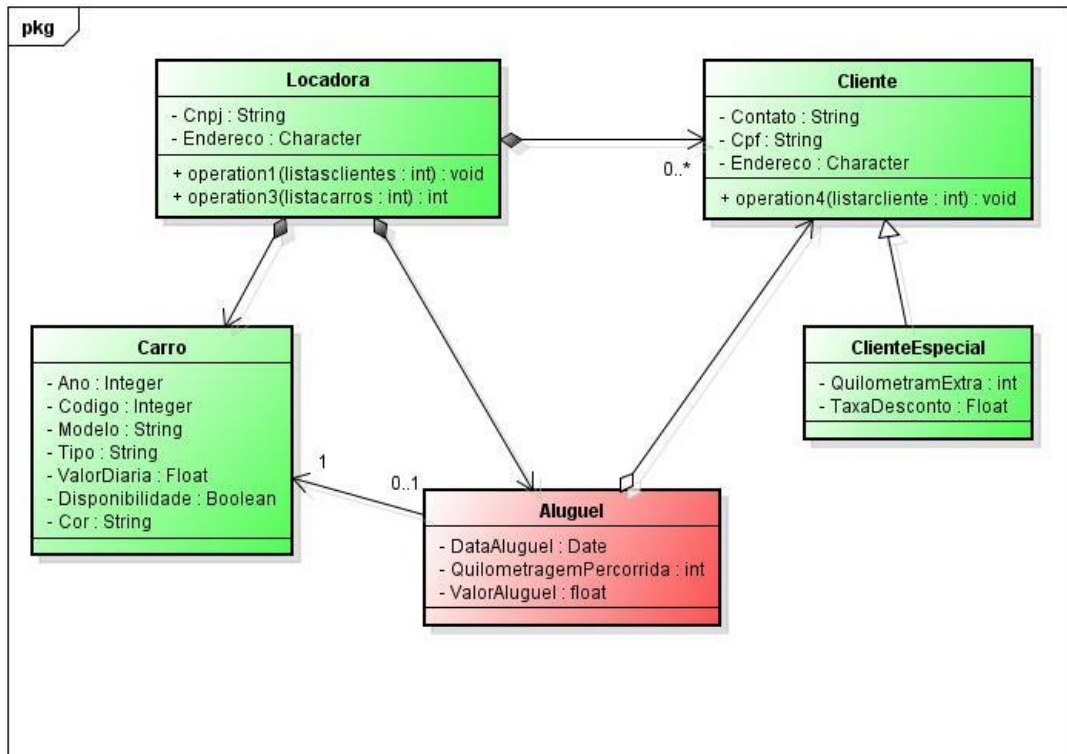 pkg
Locadora
- Cnpj : String
- Endereco : Character
+ operation1(listasclientes : int) : void
+ operation3(listacarros : int) : int
Cliente
- Contato : String
- Cpf : String
- Endereco : Character
+ operation4(listarcliente : int) : void
0..*
Carro
- Ano : Integer
- Codigo : Integer
- Modelo : String
- Tipo : String
- ValorDiaria : Float
- Disponibilidade : Boolean
- Cor : String
ClienteEspecial
- QuilometramExtra : int
- TaxaDesconto : Float
1
0..1
Aluguel
- DataAluguel : Date
- QuilometragemPercorrida : int
- ValorAluguel : float